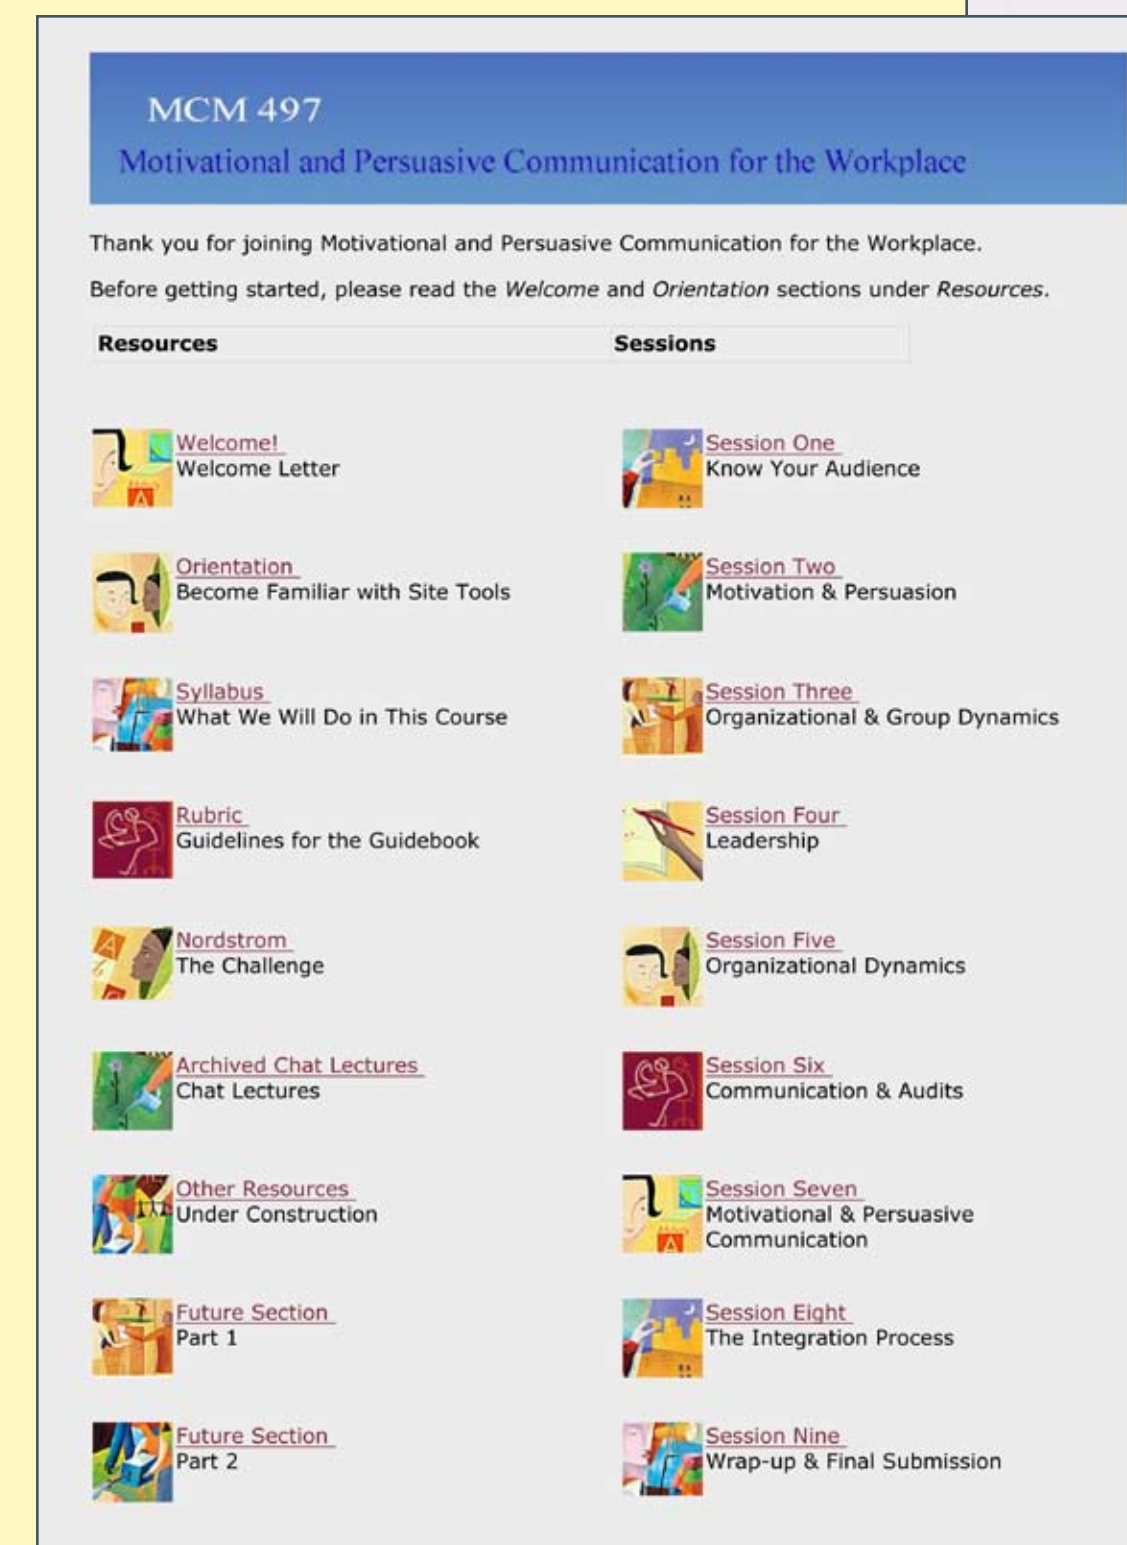 MCM 497
Motivational and Persuasive Communication for the Workplace
Thank you for joining Motivational and Persuasive Communication for the Workplace.
Before getting started, please read the Welcome and Orientation sections under Resources.
Resources
Welcome!
Welcome Letter
Orientation
Become Familiar with Site Tools
Syllabus
What We Will Do in This Course
Rubric
Guidelines for the Guidebook
Nordstrom
The Challenge
Archived Chat Lectures
Chat Lectures
Other Resources
Under Construction
Future Section
Part 1
Future Section
Part 2
Sessions
Session One
Know Your Audience
Session Two
Motivation & Persuasion
Session Three
Organizational & Group Dynamics
Session Four
Leadership
Session Five
Organizational Dynamics
Session Six
Communication & Audits
Session Seven
Motivational & Persuasive
Communication
Session Eight
The Integration Process
Session Nine
Wrap-up & Final Submission